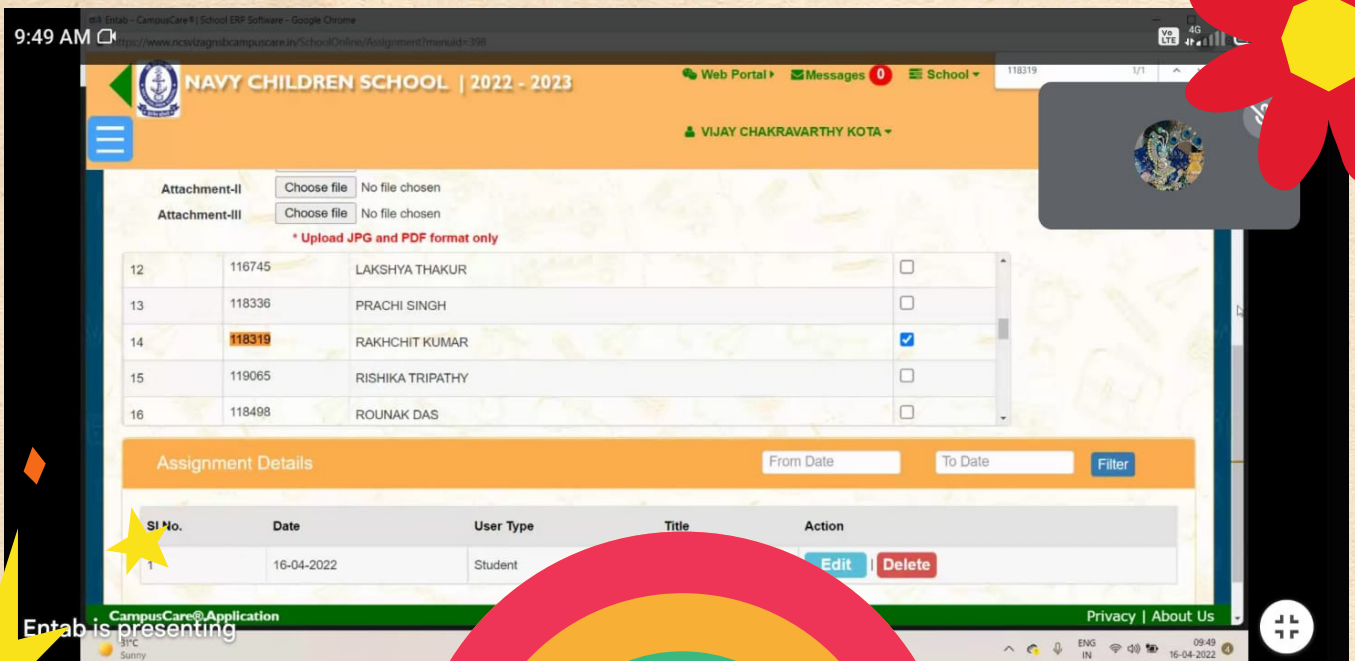 Entab - CampusCare® | School ERP Software - Google Chrome
9:49 AM
https://www.ncsvizagnsbcampuscare.in/SchoolOnline/Assignment?menuid=398
Vo LTE 4G
NAVY CHILDREN SCHOOL | 2022 - 2023
Web Portal Messages 0 School
118319 1/1
VIJAY CHAKRAVARTHY KOTA
Attachment-II Choose file No file chosen
Attachment-III Choose file No file chosen
* Upload JPG and PDF format only
12 116745 LAKSHYA THAKUR
13 118336 PRACHI SINGH
14 118319 RAKHCHIT KUMAR
15 119065 RISHIKA TRIPATHY
16 118498 ROUNAK DAS
Assignment Details From Date To Date Filter
Sl No. Date User Type Title Action
1 16-04-2022 Student Edit | Delete
CampusCare® Application Privacy | About Us
Entab is presenting
31°C
Sunny
ENG
IN
09:49
16-04-2022
4